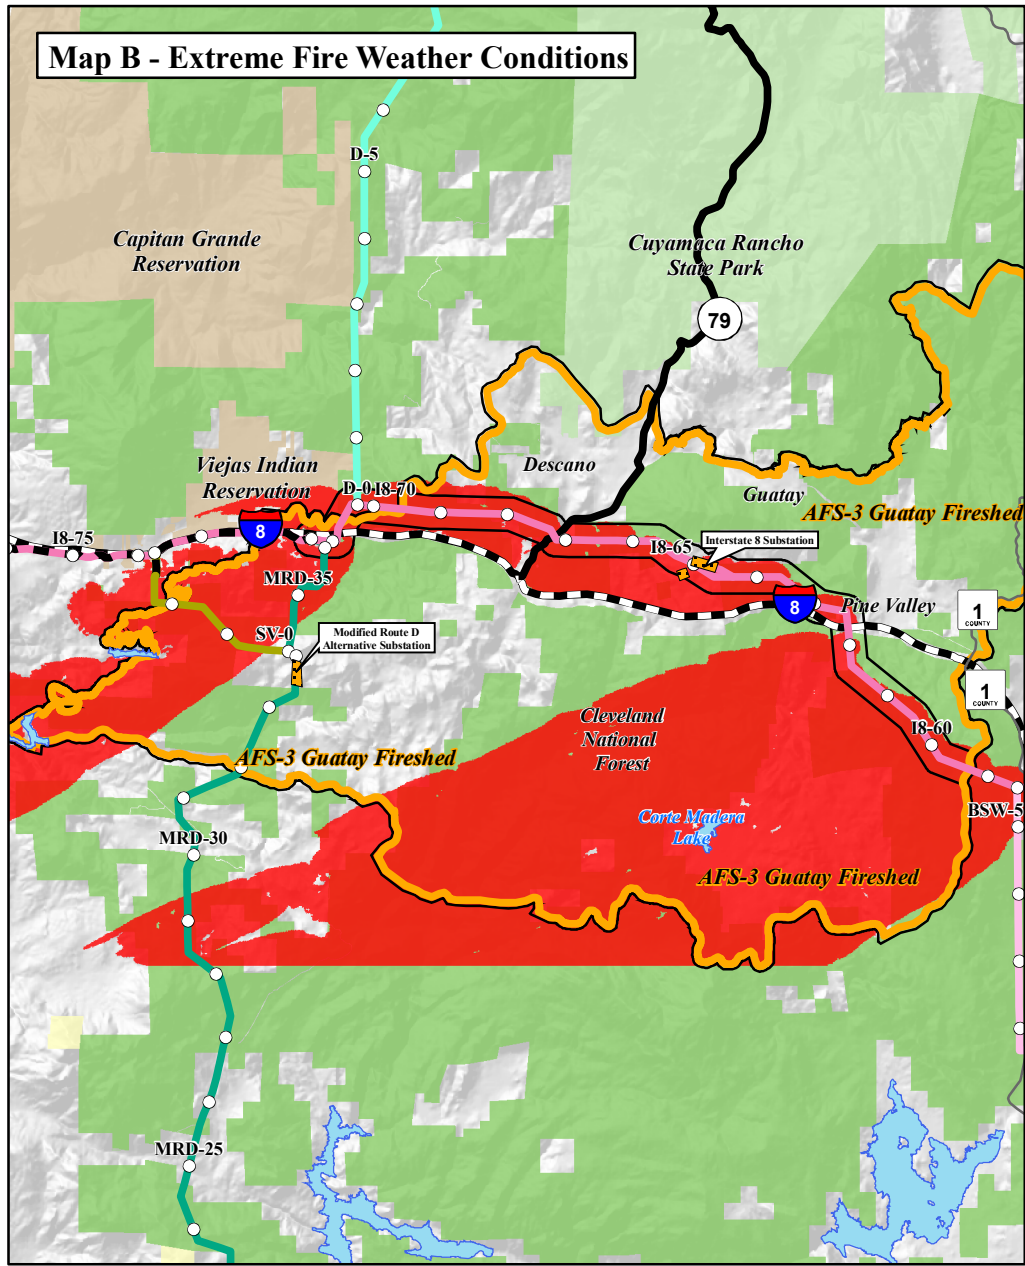 Map B - Extreme Fire Weather Conditions
D-5
Capitan Grande
Reservation
Cuyamaca Rancho
State Park
79
Viejas Indian
Reservation
Descano
D-0
I8-70
Guatay
AFS-3 Guatay Fireshed
8
I8-75
I8-65
Interstate 8 Substation
MRD-35
8
Pine Valley
1
COUNTY
SV-0
Modified Route D
Alternative Substation
1
COUNTY
Cleveland
National
Forest
I8-60
AFS-3 Guatay Fireshed
BSW-5
Corte Madera
Lake
MRD-30
AFS-3 Guatay Fireshed
MRD-25